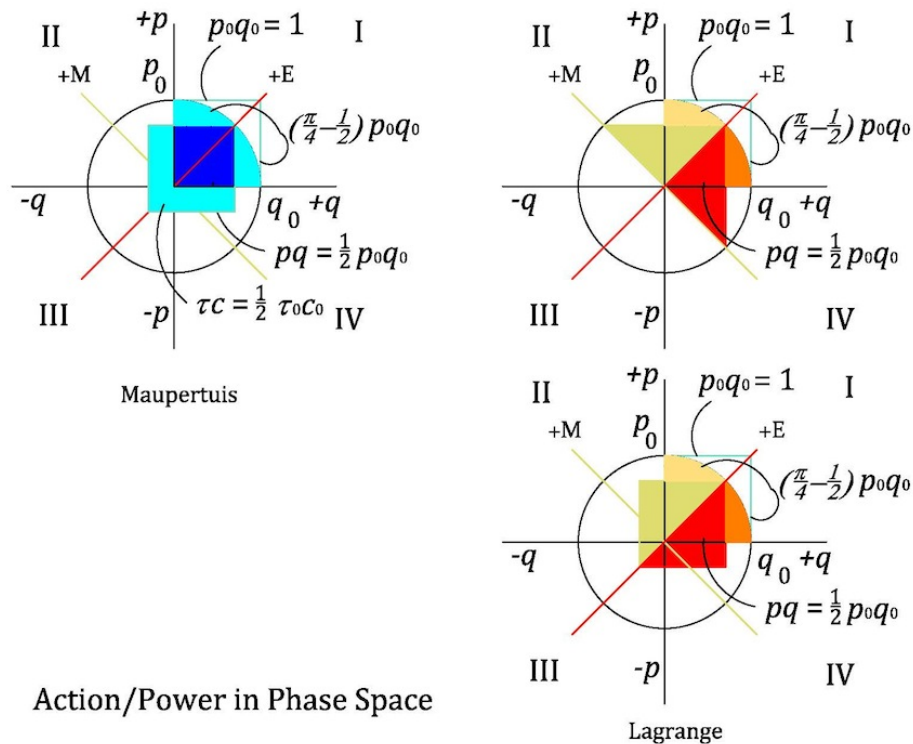 +p
II
p₀q₀ = 1
I
+M
p₀
+E
(π/4 − 1/2) p₀q₀
-q
q₀ +q
pq = 1/2 p₀q₀
III
-p
τc = 1/2 τ₀c₀
IV
Maupertuis
+p
II
p₀q₀ = 1
I
+M
p₀
+E
(π/4 − 1/2) p₀q₀
-q
q₀ +q
pq = 1/2 p₀q₀
III
-p
IV
+p
II
p₀q₀ = 1
I
+M
p₀
+E
(π/4 − 1/2) p₀q₀
-q
q₀ +q
pq = 1/2 p₀q₀
III
-p
IV
Action/Power in Phase Space
Lagrange